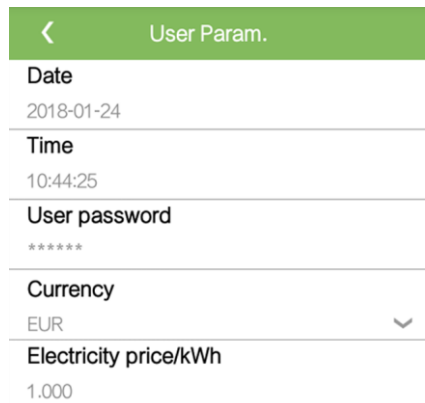 User Param.
Date
2018-01-24
Time
10:44:25
User password
******
Currency
EUR
Electricity price/kWh
1.000